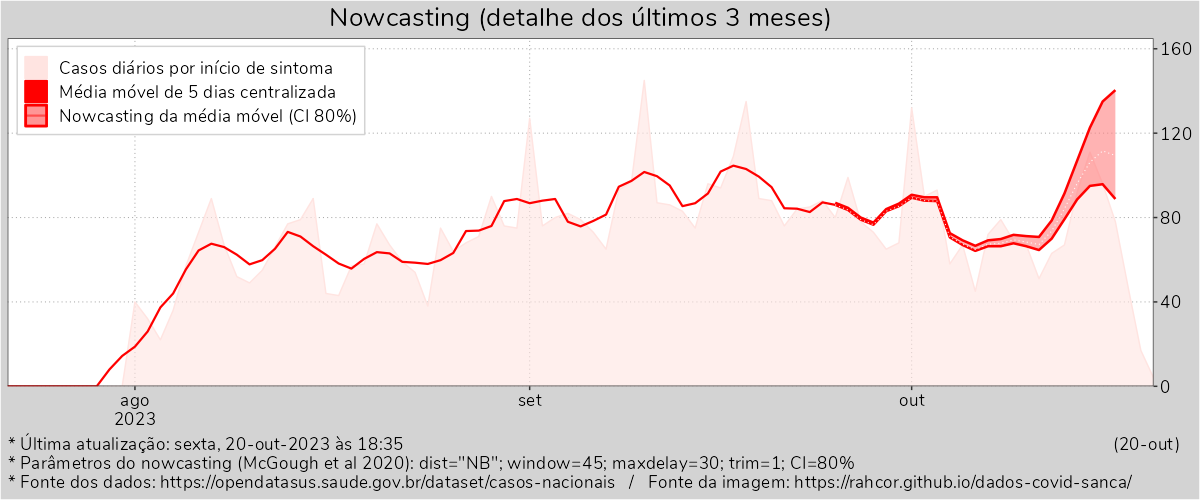 Nowcasting (detalhe dos últimos 3 meses)
Casos diários por início de sintoma
Média móvel de 5 dias centralizada
Nowcasting da média móvel (CI 80%)
160
120
80
40
0
ago
2023
set
out
* Última atualização: sexta, 20-out-2023 às 18:35
(20-out)
* Parâmetros do nowcasting (McGough et al 2020): dist="NB"; window=45; maxdelay=30; trim=1; CI=80%
* Fonte dos dados: https://opendatasus.saude.gov.br/dataset/casos-nacionais / Fonte da imagem: https://rahcor.github.io/dados-covid-sanca/